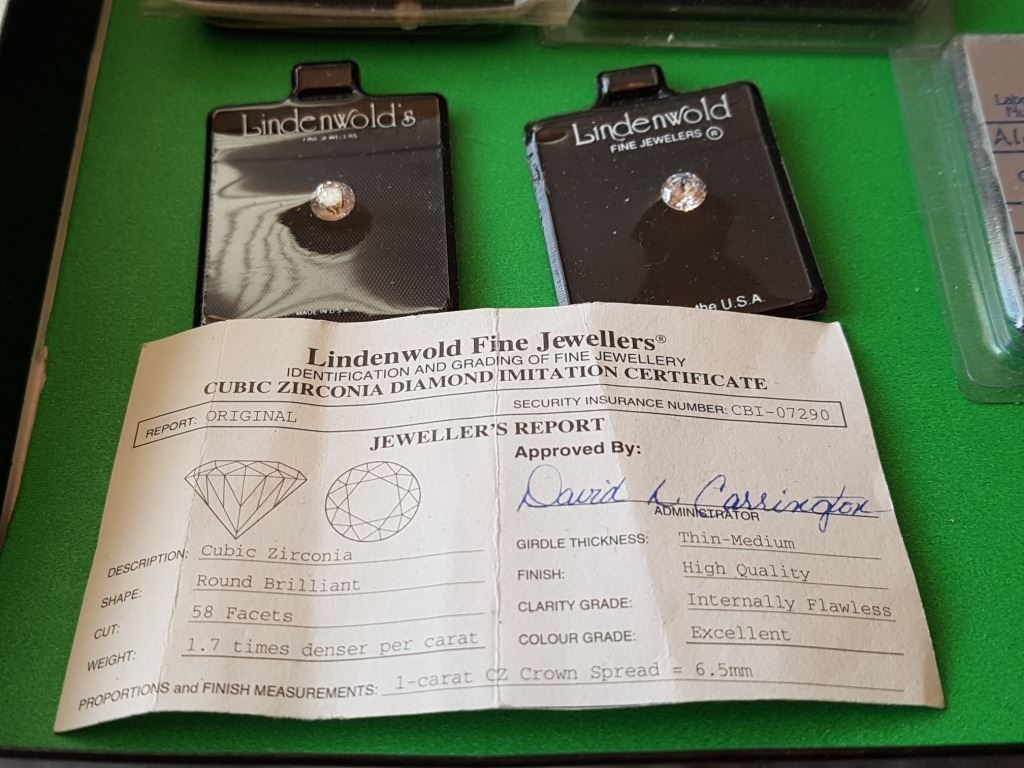 Lindenwold's
FINE JEWELERS
MADE IN U.S.A.
Lindenwold
FINE JEWELERS ®
the U.S.A.
Lindenwold Fine Jewellers®
IDENTIFICATION AND GRADING OF FINE JEWELLERY
CUBIC ZIRCONIA DIAMOND IMITATION CERTIFICATE
REPORT: ORIGINAL SECURITY INSURANCE NUMBER: CBI-07290
JEWELLER'S REPORT
Approved By:
David L. Carrington
ADMINISTRATOR
DESCRIPTION: Cubic Zirconia
SHAPE: Round Brilliant
CUT: 58 Facets
WEIGHT: 1.7 times denser per carat
GIRDLE THICKNESS: Thin-Medium
FINISH: High Quality
CLARITY GRADE: Internally Flawless
COLOUR GRADE: Excellent
PROPORTIONS and FINISH MEASUREMENTS: 1-carat CZ Crown Spread = 6.5mm